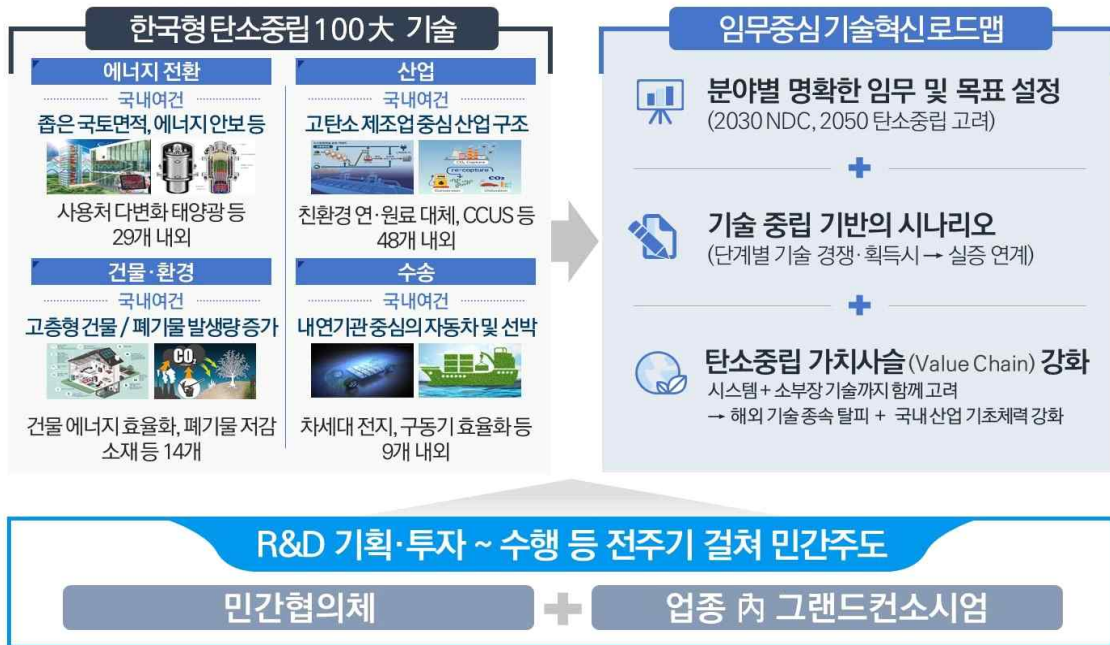 한국형 탄소중립 100大 기술
에너지 전환
국내여건
좁은 국토면적, 에너지 안보 등
사용처 다변화 태양광 등
29개 내외
산업
국내여건
고탄소 제조업 중심 산업 구조
친환경 연·원료 대체, CCUS 등
48개 내외
건물·환경
국내여건
고층형 건물 / 폐기물 발생량 증가
CO₂
건물 에너지 효율화, 폐기물 저감
소재 등 14개
수송
국내여건
내연기관 중심의 자동차 및 선박
차세대 전지, 구동기 효율화 등
9개 내외
임무중심 기술혁신 로드맵
분야별 명확한 임무 및 목표 설정
(2030 NDC, 2050 탄소중립 고려)
+
기술 중립 기반의 시나리오
(단계별 기술 경쟁·획득시 → 실증 연계)
+
탄소중립 가치사슬(Value Chain) 강화
시스템 + 소부장 기술까지 함께 고려
→ 해외 기술 종속 탈피 + 국내 산업 기초체력 강화
R&D 기획·투자 ~ 수행 등 전주기 걸쳐 민간주도
민간협의체 + 업종 內 그랜드컨소시엄